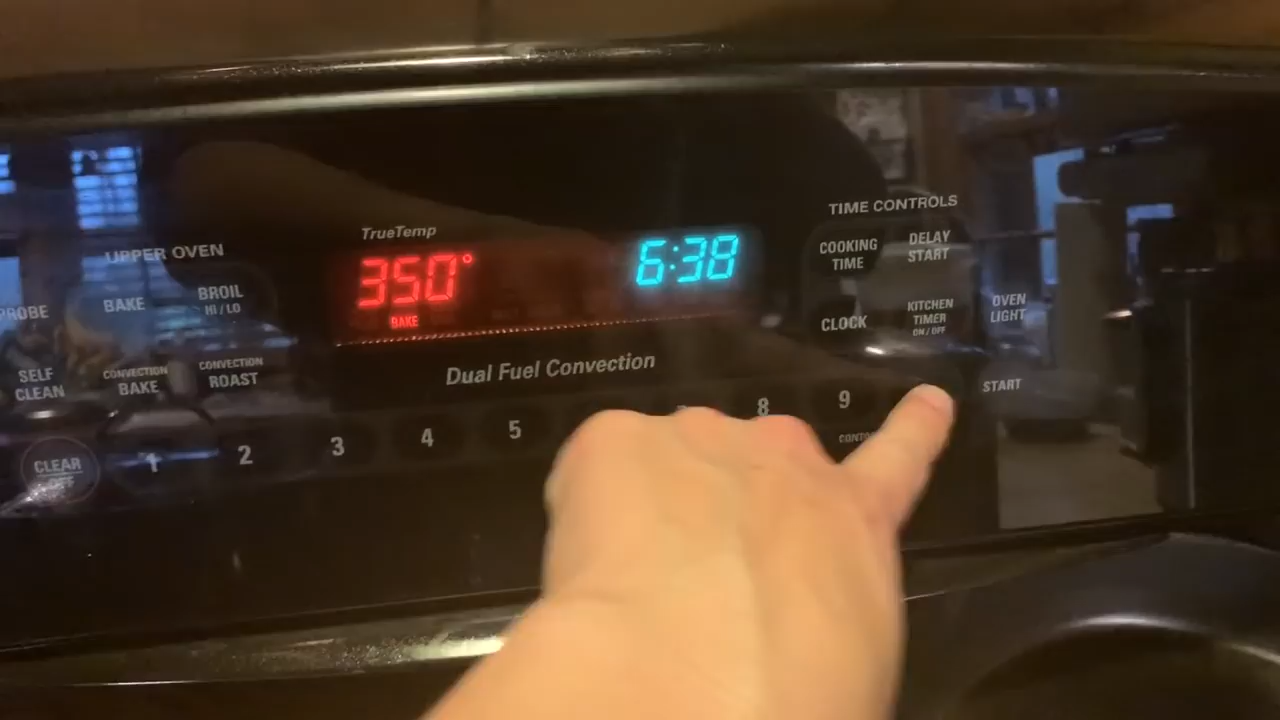 UPPER OVEN
PROBE
BAKE
BROIL
HI / LO
SELF
CLEAN
CONVECTION
BAKE
CONVECTION
ROAST
CLEAR
OFF
TrueTemp
350°
BAKE
6:38
Dual Fuel Convection
1 2 3 4 5 8 9
TIME CONTROLS
COOKING
TIME
DELAY
START
CLOCK
KITCHEN
TIMER
ON / OFF
OVEN
LIGHT
START